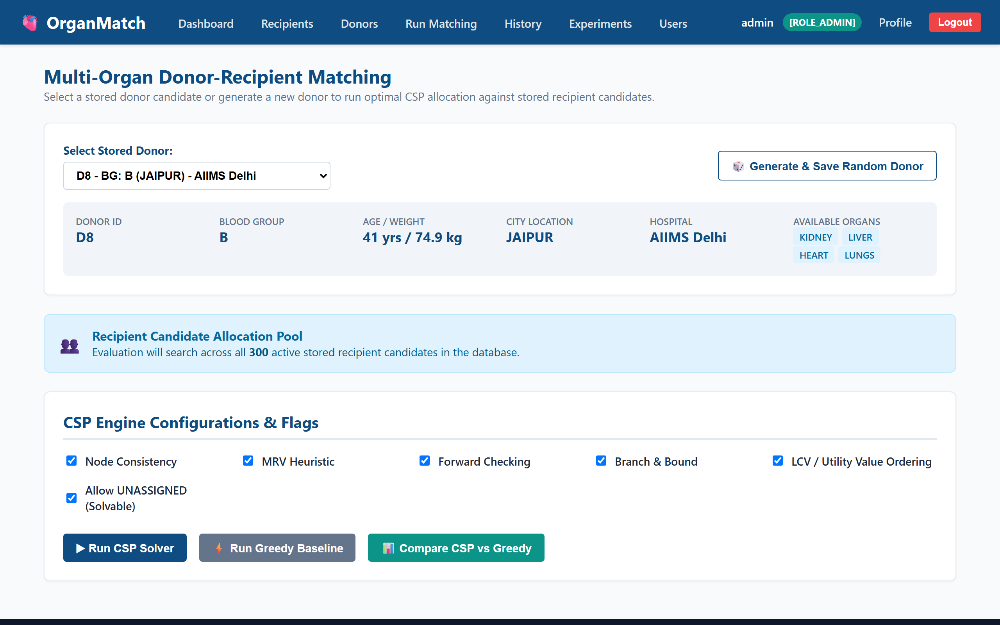 OrganMatch Dashboard Recipients Donors Run Matching History Experiments Users admin [ROLE_ADMIN] Profile Logout
Multi-Organ Donor-Recipient Matching
Select a stored donor candidate or generate a new donor to run optimal CSP allocation against stored recipient candidates.
Select Stored Donor:
D8 - BG: B (JAIPUR) - AIIMS Delhi
Generate & Save Random Donor
DONOR ID BLOOD GROUP AGE / WEIGHT CITY LOCATION HOSPITAL AVAILABLE ORGANS
D8 B 41 yrs / 74.9 kg JAIPUR AIIMS Delhi KIDNEY LIVER
HEART LUNGS
Recipient Candidate Allocation Pool
Evaluation will search across all 300 active stored recipient candidates in the database.
CSP Engine Configurations & Flags
Node Consistency MRV Heuristic Forward Checking Branch & Bound LCV / Utility Value Ordering
Allow UNASSIGNED
(Solvable)
▶ Run CSP Solver Run Greedy Baseline Compare CSP vs Greedy